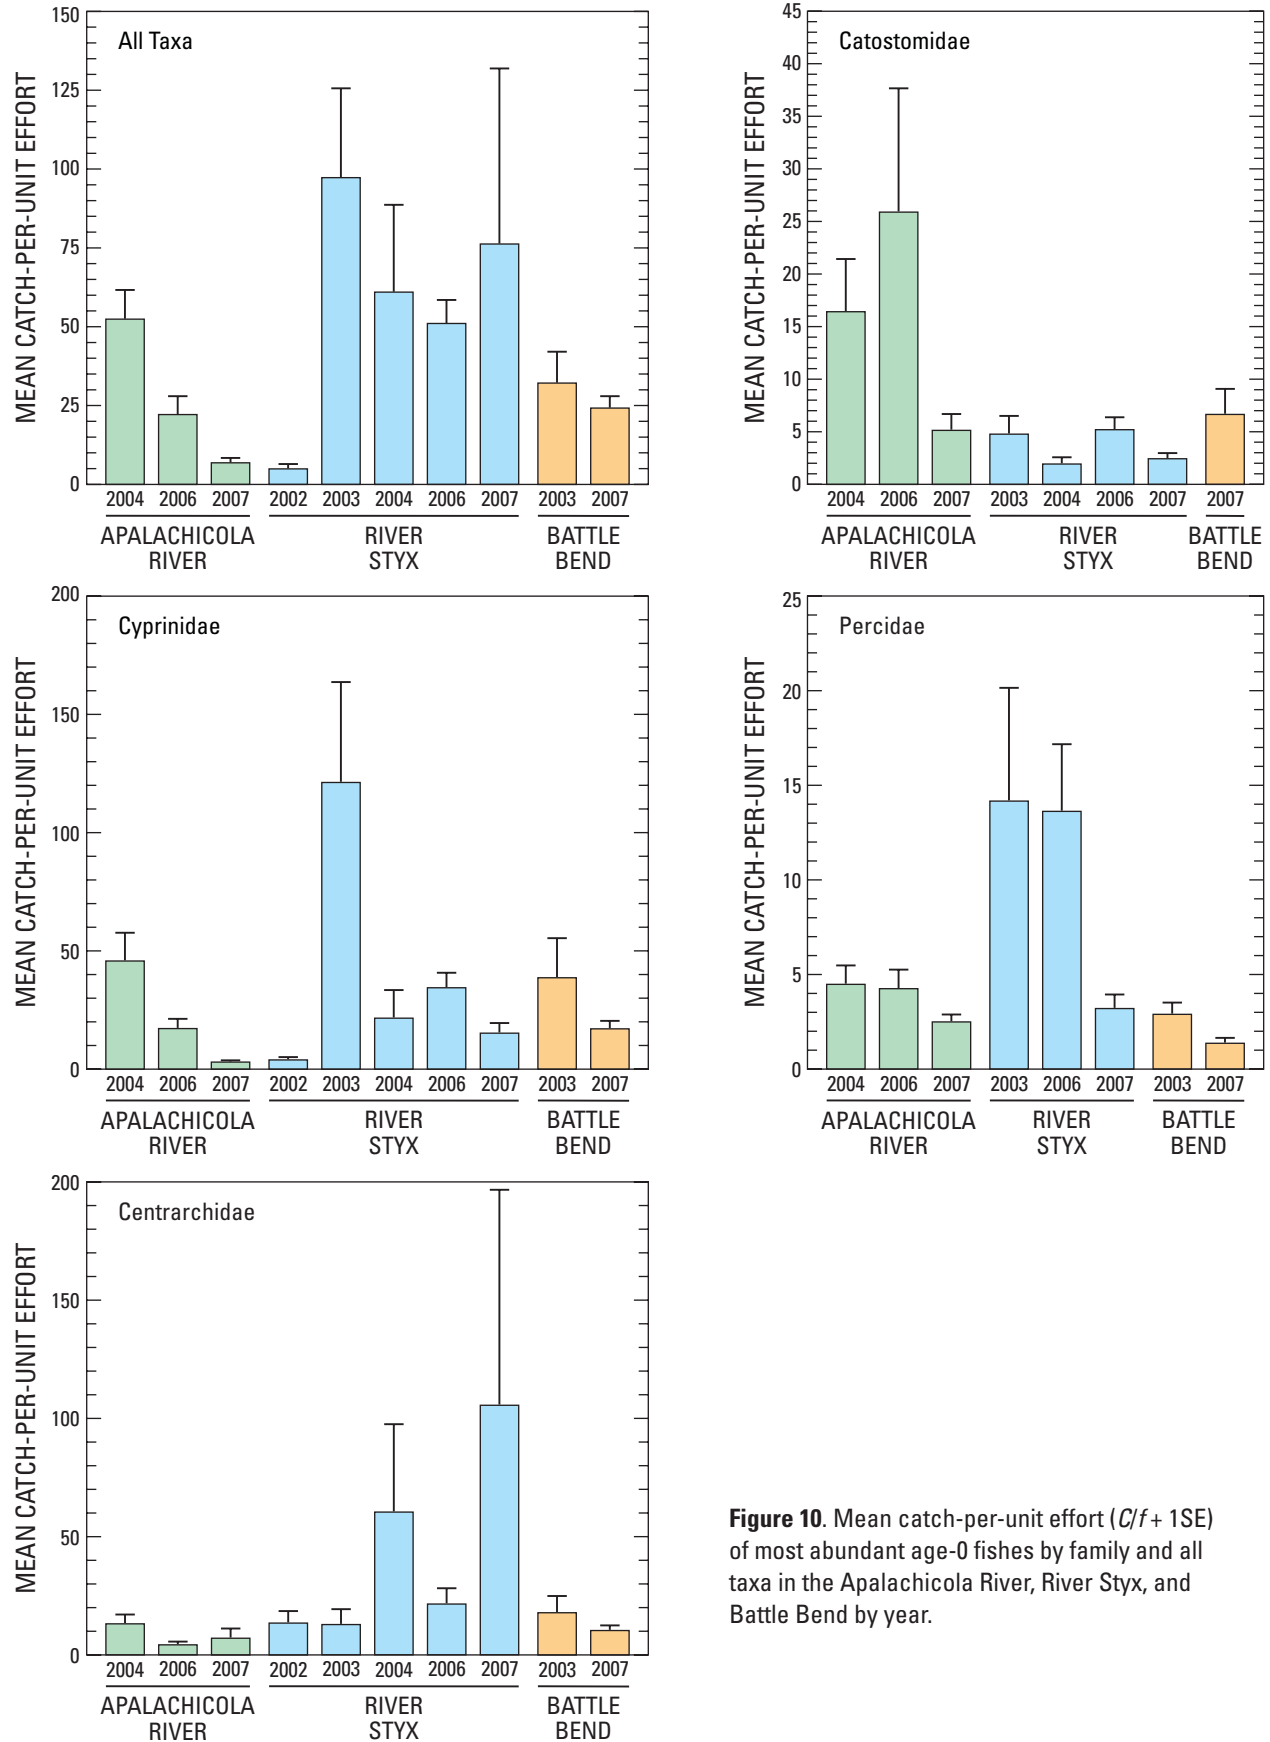 All Taxa
MEAN CATCH-PER-UNIT EFFORT
150
125
100
75
50
25
0
2004 2006 2007 2002 2003 2004 2006 2007 2003 2007
APALACHICOLA RIVER BATTLE
RIVER STYX BEND
Catostomidae
MEAN CATCH-PER-UNIT EFFORT
45
40
35
30
25
20
15
10
5
0
2004 2006 2007 2003 2004 2006 2007 2007
APALACHICOLA RIVER BATTLE
RIVER STYX BEND
Cyprinidae
MEAN CATCH-PER-UNIT EFFORT
200
150
100
50
0
2004 2006 2007 2002 2003 2004 2006 2007 2003 2007
APALACHICOLA RIVER BATTLE
RIVER STYX BEND
Percidae
MEAN CATCH-PER-UNIT EFFORT
25
20
15
10
5
0
2004 2006 2007 2003 2006 2007 2003 2007
APALACHICOLA RIVER BATTLE
RIVER STYX BEND
Centrarchidae
MEAN CATCH-PER-UNIT EFFORT
200
150
100
50
0
2004 2006 2007 2002 2003 2004 2006 2007 2003 2007
APALACHICOLA RIVER BATTLE
RIVER STYX BEND
Figure 10. Mean catch-per-unit effort (C/f + 1SE)
of most abundant age-0 fishes by family and all
taxa in the Apalachicola River, River Styx, and
Battle Bend by year.